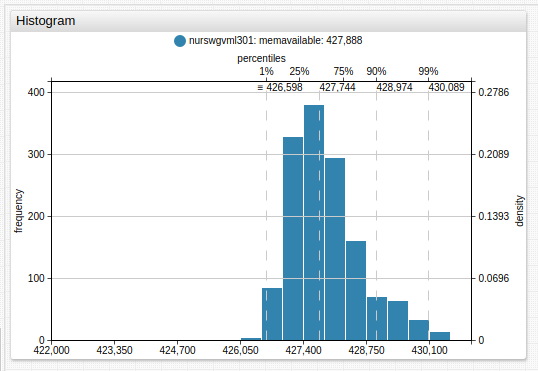 Histogram
nurswgvml301: memavailable: 427,888
percentiles
1% 25% 75% 90% 99%
= 426,598 427,744 428,974 430,089
400 0.2786
300 0.2089
200 0.1393
100 0.0696
0 0
frequency
density
422,000 423,350 424,700 426,050 427,400 428,750 430,100